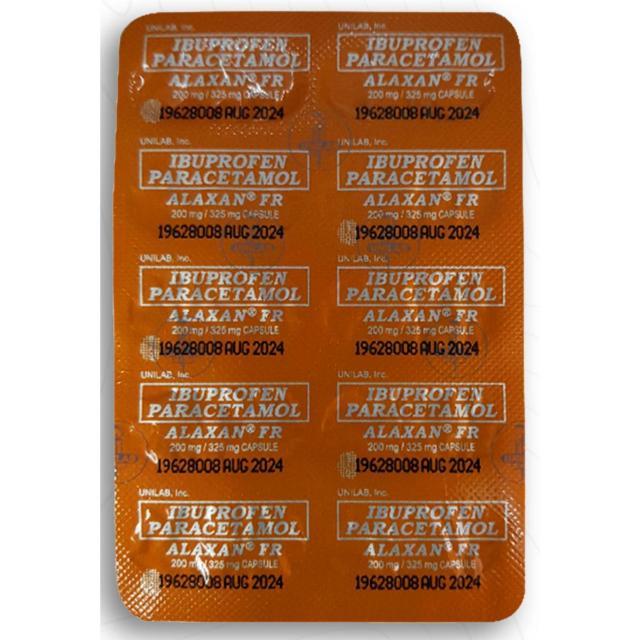 UNILAB, Inc. UNILAB, Inc.
IBUPROFEN IBUPROFEN
PARACETAMOL PARACETAMOL
ALAXAN® FR ALAXAN® FR
200 mg / 325 mg CAPSULE 200 mg / 325 mg CAPSULE
19628008 AUG 2024 19628008 AUG 2024
UNILAB, Inc. UNILAB, Inc.
IBUPROFEN IBUPROFEN
PARACETAMOL PARACETAMOL
ALAXAN® FR ALAXAN® FR
200 mg / 325 mg CAPSULE 200 mg / 325 mg CAPSULE
19628008 AUG 2024 19628008 AUG 2024
UNILAB, Inc. UNILAB, Inc.
IBUPROFEN IBUPROFEN
PARACETAMOL PARACETAMOL
ALAXAN® FR ALAXAN® FR
200 mg / 325 mg CAPSULE 200 mg / 325 mg CAPSULE
19628008 AUG 2024 19628008 AUG 2024
UNILAB, Inc. UNILAB, Inc.
IBUPROFEN IBUPROFEN
PARACETAMOL PARACETAMOL
ALAXAN® FR ALAXAN® FR
200 mg / 325 mg CAPSULE 200 mg / 325 mg CAPSULE
19628008 AUG 2024 19628008 AUG 2024
UNILAB, Inc. UNILAB, Inc.
IBUPROFEN IBUPROFEN
PARACETAMOL PARACETAMOL
ALAXAN® FR ALAXAN® FR
200 mg / 325 mg CAPSULE 200 mg / 325 mg CAPSULE
19628008 AUG 2024 19628008 AUG 2024